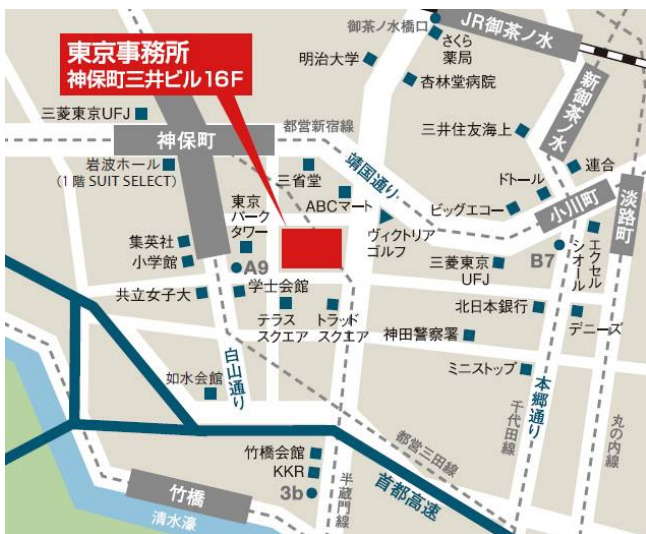 JR御茶ノ水
御茶ノ水橋口
さくら
薬局
明治大学
杏林堂病院
東京事務所
神保町三井ビル16F
新御茶ノ水
三菱東京UFJ
神保町
都営新宿線
三井住友海上
岩波ホール
(1階 SUIT SELECT)
三省堂
靖国通り
連合
ドトール
淡路町
東京
パーク
タワー
ABCマート
ビッグエコー
小川町
集英社
小学館
ヴィクトリア
ゴルフ
三菱東京
UFJ
B7
エクセル
シオール
A9
共立女子大
学士会館
北日本銀行
デニーズ
テラス
スクエア
トラッド
スクエア
神田警察署
白山通り
如水会館
ミニストップ
本郷通り
千代田線
丸の内線
都営三田線
竹橋会館
KKR
3b
半蔵門線
首都高速
竹橋
清水濠